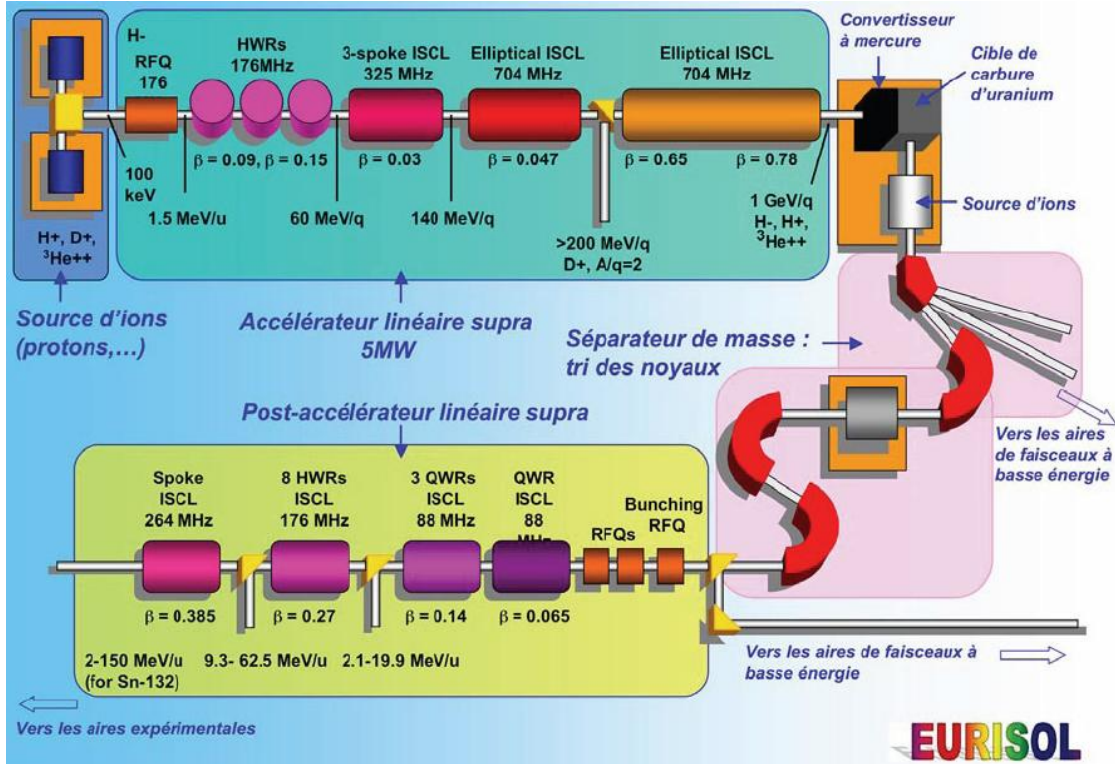 H-
RFQ
176
HWRs
176MHz
3-spoke ISCL
325 MHz
Elliptical ISCL
704 MHz
Elliptical ISCL
704 MHz
Convertisseur
à mercure
Cible de
carbure
d'uranium
β = 0.09, β = 0.15
β = 0.03
β = 0.047
β = 0.65
β = 0.78
100
keV
1.5 MeV/u
60 MeV/q
140 MeV/q
>200 MeV/q
D+, A/q=2
1 GeV/q
H-, H+,
³He++
Source d'ions
H+, D+,
³He++
Source d'ions
(protons,...)
Accélérateur linéaire supra
5MW
Séparateur de masse :
tri des noyaux
Vers les aires
de faisceaux à
basse énergie
Post-accélérateur linéaire supra
Spoke
ISCL
264 MHz
8 HWRs
ISCL
176 MHz
3 QWRs
ISCL
88 MHz
QWR
ISCL
88
MHz
RFQs
Bunching
RFQ
β = 0.385
β = 0.27
β = 0.14
β = 0.065
2-150 MeV/u
(for Sn-132)
9.3- 62.5 MeV/u
2.1-19.9 MeV/u
Vers les aires de faisceaux à
basse énergie
Vers les aires expérimentales
EURISOL